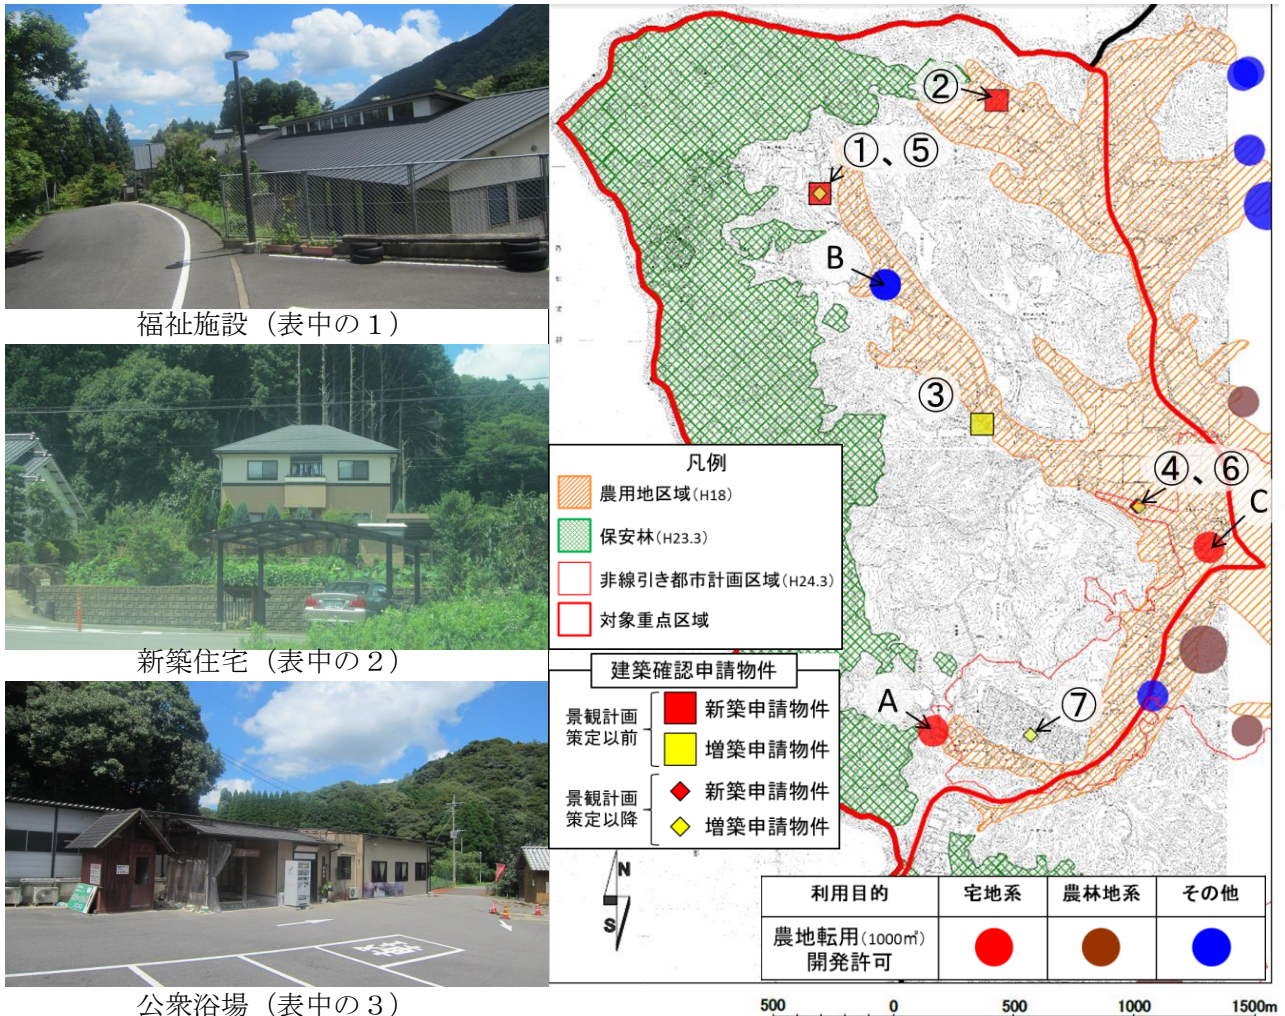 福祉施設（表中の１）
新築住宅（表中の２）
公衆浴場（表中の３）
②
①、⑤
B
③
④、⑥
C
A
⑦
凡例
農用地区域(H18)
保安林(H23.3)
非線引き都市計画区域(H24.3)
対象重点区域
建築確認申請物件
景観計画
策定以前
新築申請物件
増築申請物件
景観計画
策定以降
新築申請物件
増築申請物件
N
S
利用目的 宅地系 農林地系 その他
農地転用(1000㎡)
開発許可
500 0 500 1000 1500m